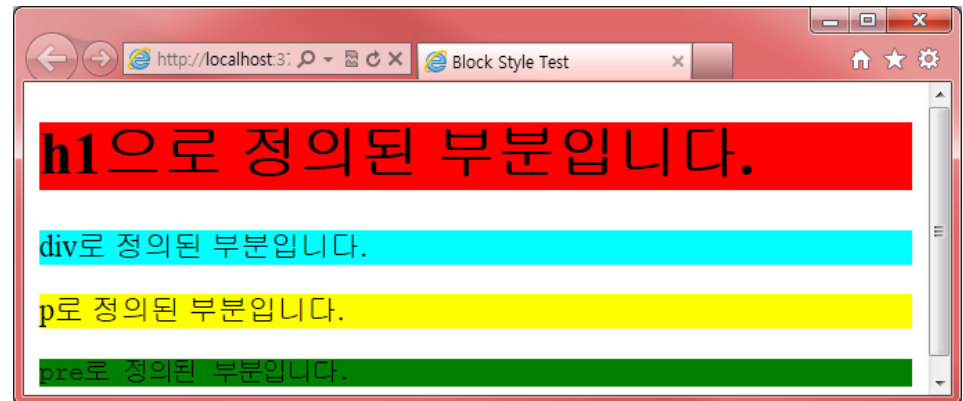 http://localhost:37
Block Style Test
h1으로 정의된 부분입니다.
div로 정의된 부분입니다.
p로 정의된 부분입니다.
pre로 정의된 부분입니다.